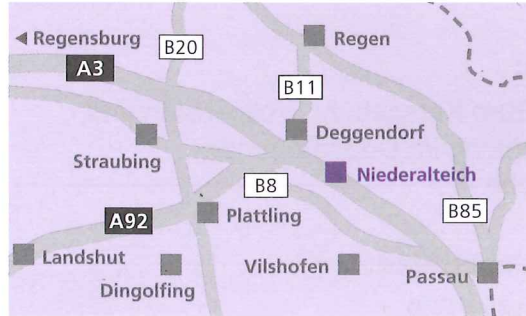 Regensburg
B20
Regen
A3
B11
Deggendorf
Straubing
Niederalteich
B8
A92
Plattling
B85
Landshut
Vilshofen
Passau
Dingolfing